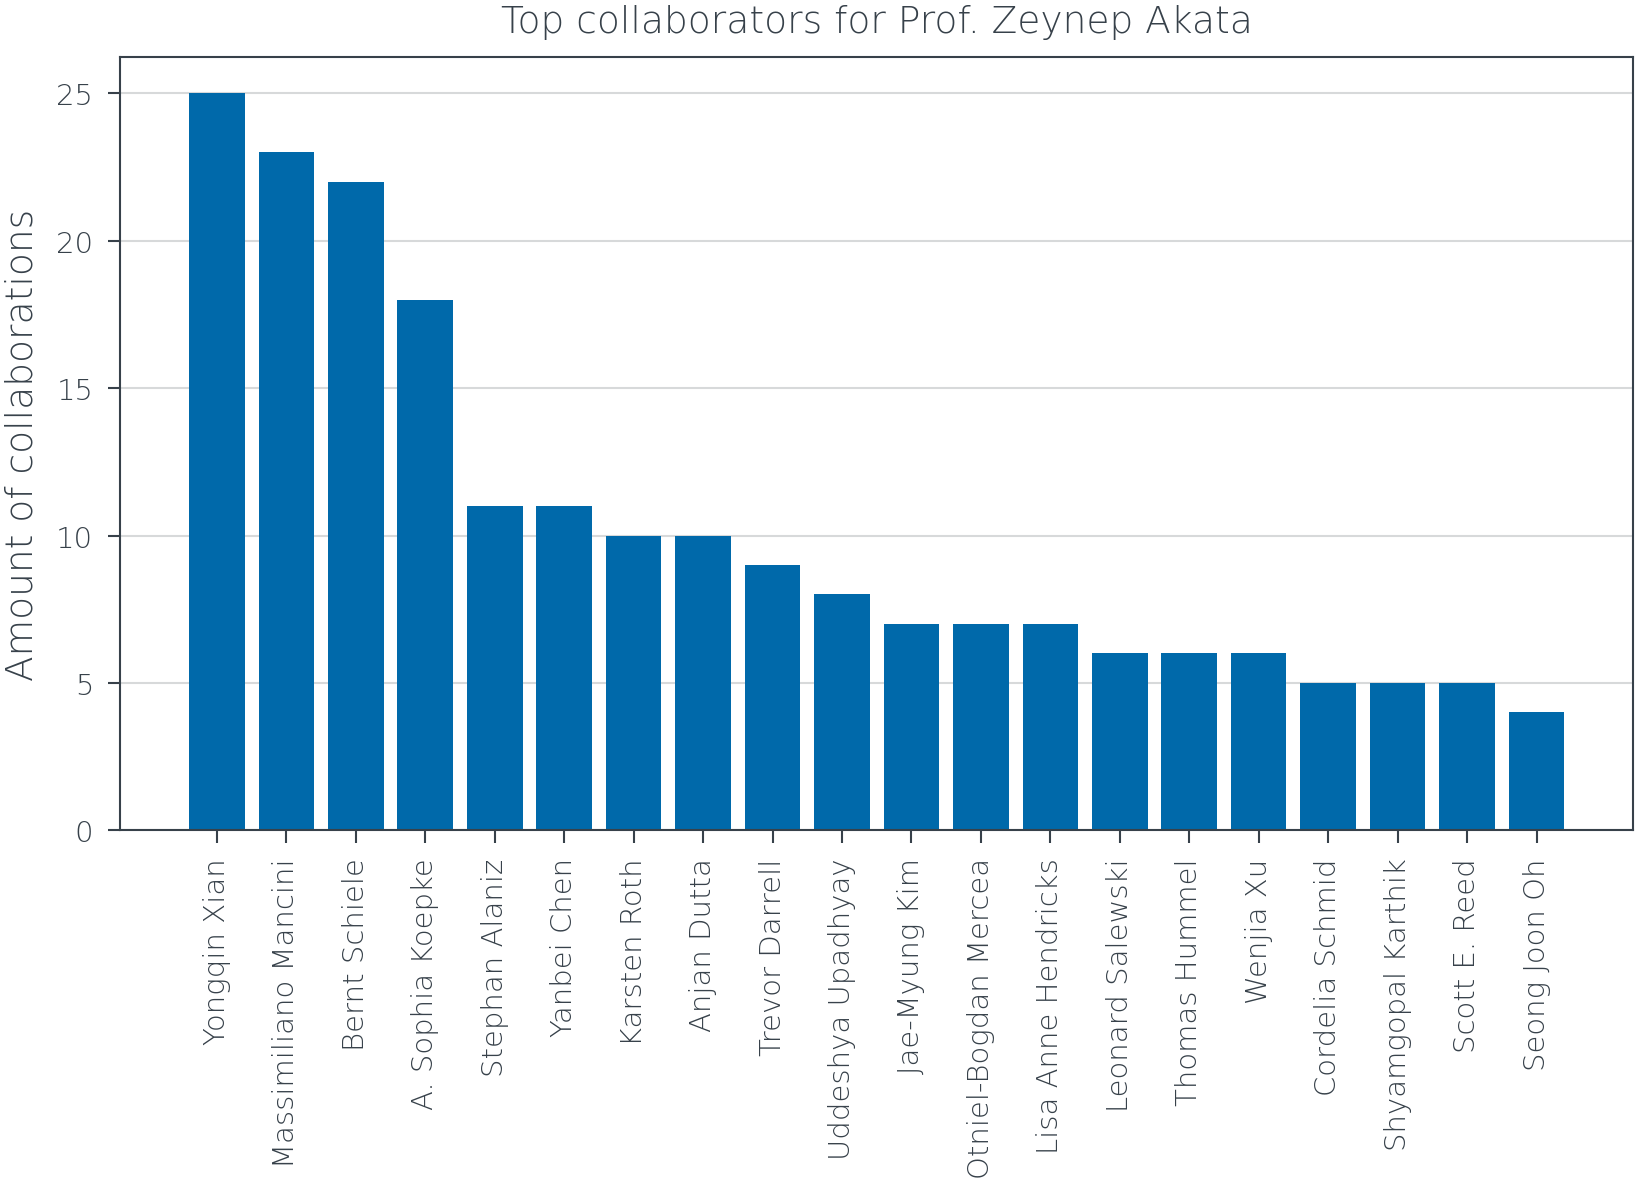 Top collaborators for Prof. Zeynep Akata
Amount of collaborations
25
20
15
10
5
0
Yongqin Xian
Massimiliano Mancini
Bernt Schiele
A. Sophia Koepke
Stephan Alaniz
Yanbei Chen
Karsten Roth
Anjan Dutta
Trevor Darrell
Uddeshya Upadhyay
Jae-Myung Kim
Otniel-Bogdan Mercea
Lisa Anne Hendricks
Leonard Salewski
Thomas Hummel
Wenjia Xu
Cordelia Schmid
Shyamgopal Karthik
Scott E. Reed
Seong Joon Oh